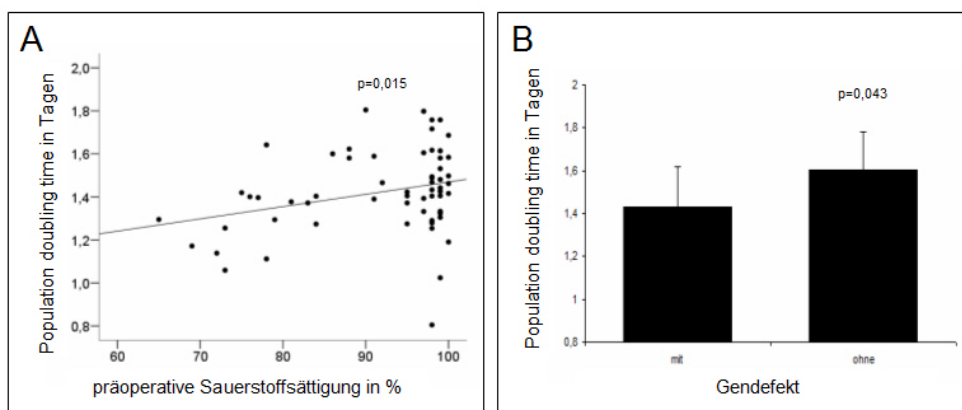 A
Population doubling time in Tagen
2,0
1,8
1,6
1,4
1,2
1,0
0,8
p=0,015
60 70 80 90 100
präoperative Sauerstoffsättigung in %
B
Population doubling time in Tagen
2
1,8
1,6
1,4
1,2
1
0,8
p=0,043
mit ohne
Gendefekt